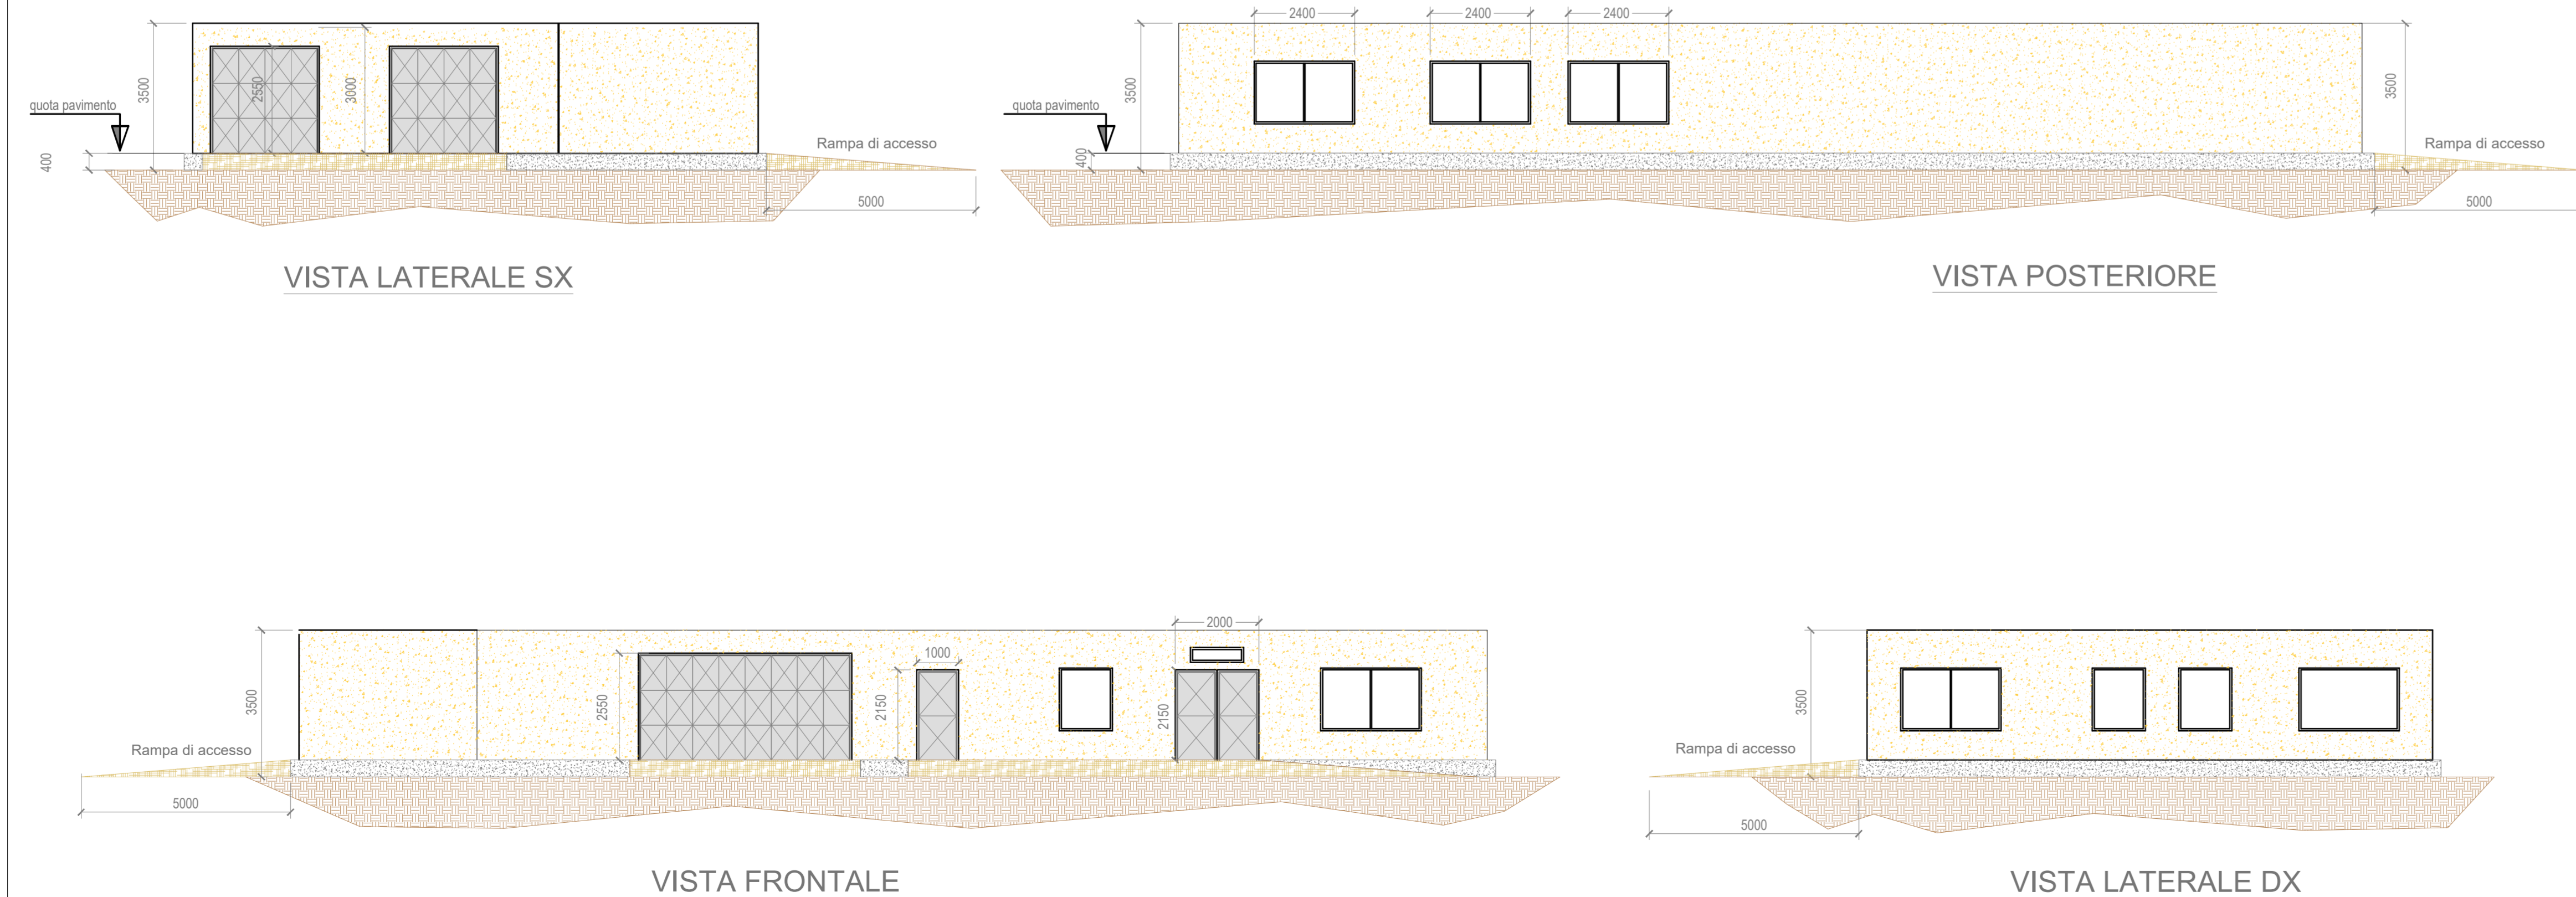 2400
2400
2400
3500
2550
3000
3500
3500
quota pavimento
quota pavimento
Rampa di accesso
Rampa di accesso
400
400
5000
5000
VISTA LATERALE SX
VISTA POSTERIORE
2000
1000
3500
2550
2150
2150
3500
Rampa di accesso
Rampa di accesso
5000
5000
VISTA FRONTALE
VISTA LATERALE DX